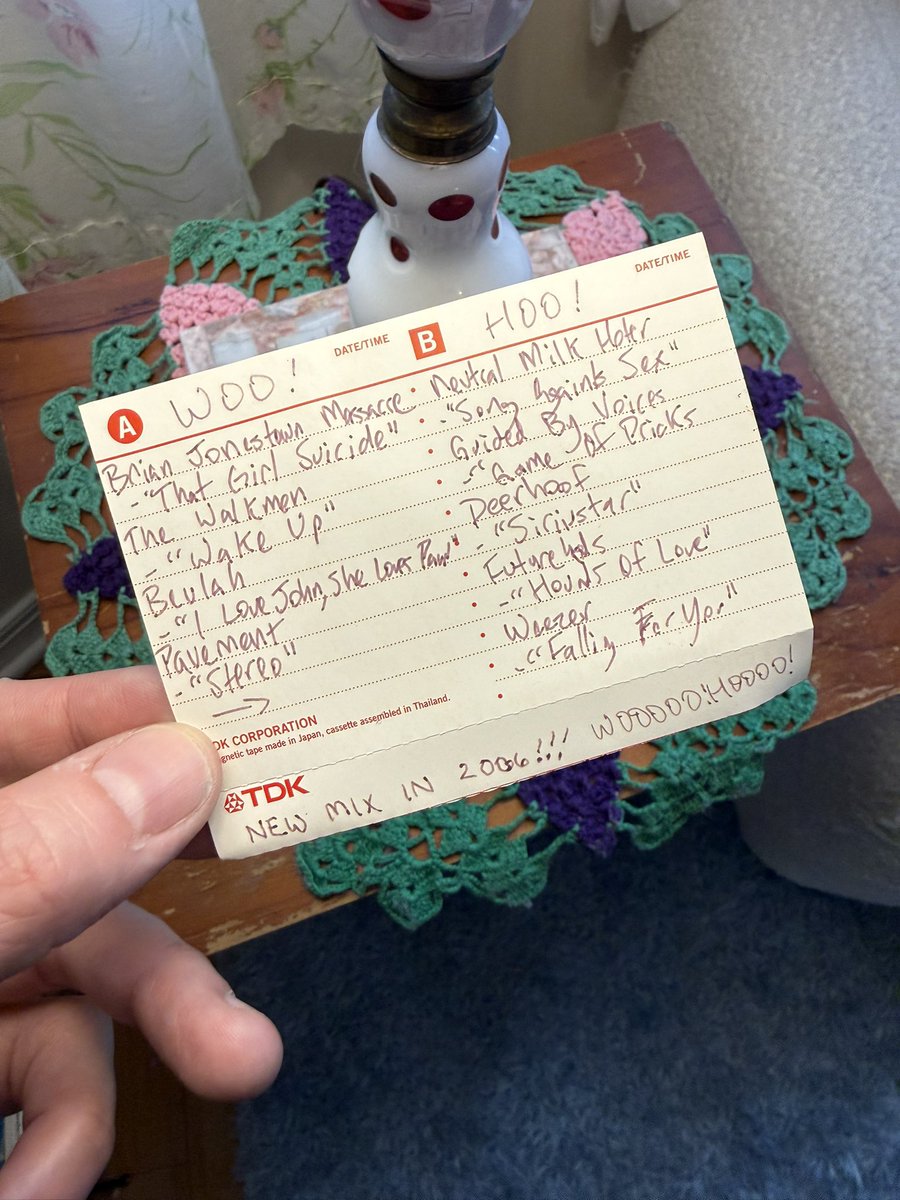 A WOO! DATE/TIME
Brian Jonestown Massacre
- "That Girl Suicide"
The Walkmen
- "Wake Up"
Beulah
- "I Love John, She Loves Paul"
Pavement
- "Stereo"
→
B HOO! DATE/TIME
Neutral Milk Hotel
- "Song Against Sex"
Guided By Voices
- "Game Of Pricks
Deerhoof
- "Siriustar"
Futureheads
- "Hounds Of Love"
Weezer
- "Falling For You"
DK CORPORATION
gnetic tape made in Japan, cassette assembled in Thailand.
TDK
NEW MIX IN 2006!!! WOOOOO!HOOOO!